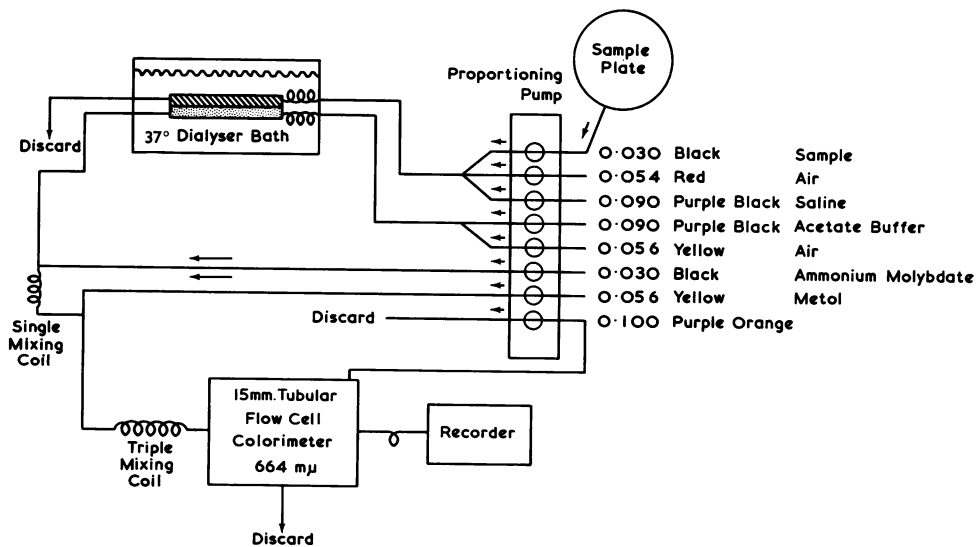 Sample
Plate
Proportioning
Pump
37° Dialyser Bath
Discard
0·030 Black Sample
0·054 Red Air
0·090 Purple Black Saline
0·090 Purple Black Acetate Buffer
0·056 Yellow Air
0·030 Black Ammonium Molybdate
0·056 Yellow Metol
0·100 Purple Orange
Discard
Single
Mixing
Coil
15mm. Tubular
Flow Cell
Colorimeter
664 mµ
Recorder
Triple
Mixing
Coil
Discard